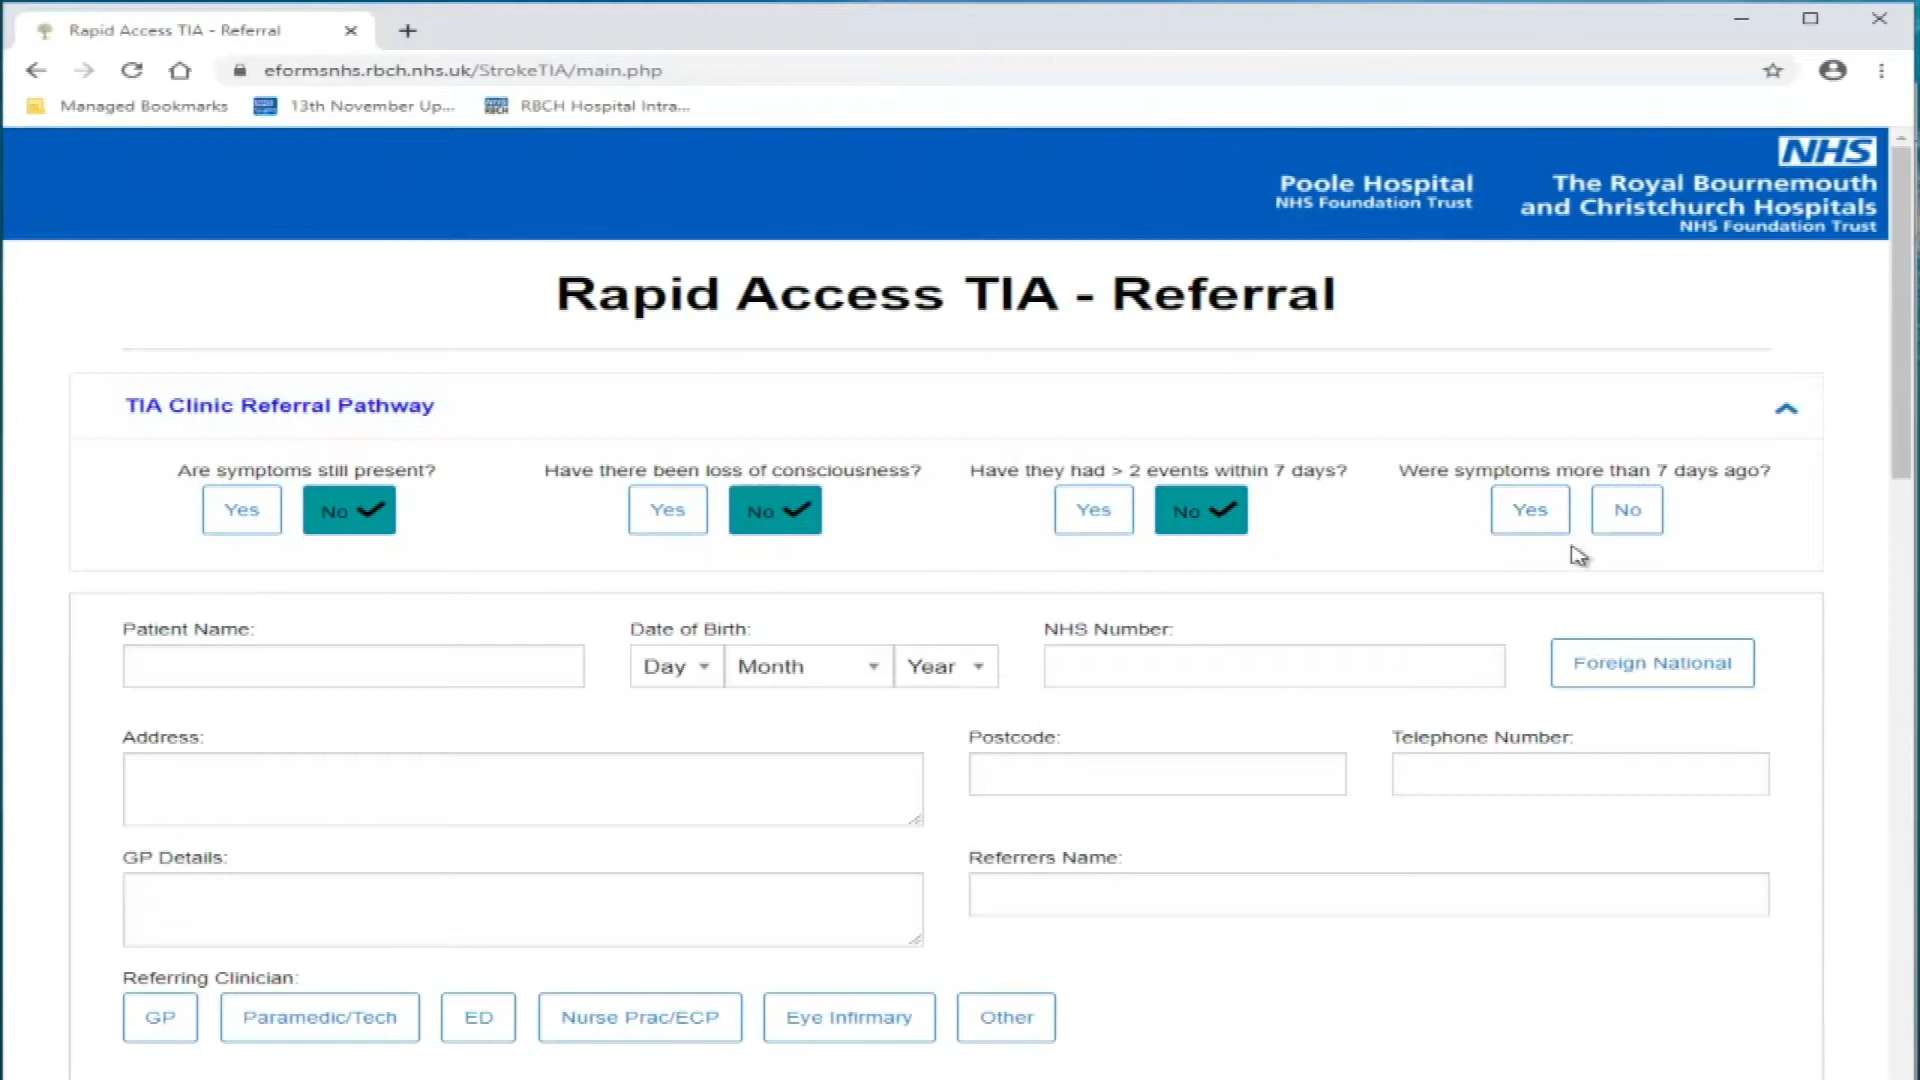 Rapid Access TIA - Referral
eformsnhs.rbch.nhs.uk/StrokeTIA/main.php
Managed Bookmarks 13th November Up... RBCH Hospital Intra...
NHS
Poole Hospital
NHS Foundation Trust
The Royal Bournemouth
and Christchurch Hospitals
NHS Foundation Trust
Rapid Access TIA - Referral
TIA Clinic Referral Pathway
Are symptoms still present? Have there been loss of consciousness? Have they had > 2 events within 7 days? Were symptoms more than 7 days ago?
Yes No Yes No Yes No Yes No
Patient Name: Date of Birth: NHS Number:
Day Month Year Foreign National
Address: Postcode: Telephone Number:
GP Details: Referrers Name:
Referring Clinician:
GP Paramedic/Tech ED Nurse Prac/ECP Eye Infirmary Other